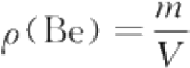 ρ(Be) = m/V